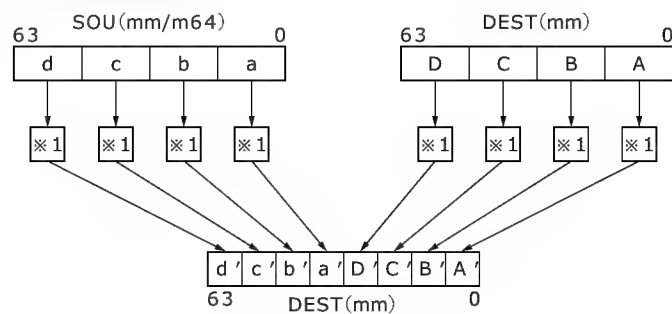 SOU(mm/m64) DEST(mm)
63 0 63 0
d c b a D C B A
※1 ※1 ※1 ※1 ※1 ※1 ※1 ※1
d' c' b' a' D' C' B' A'
63 DEST(mm) 0